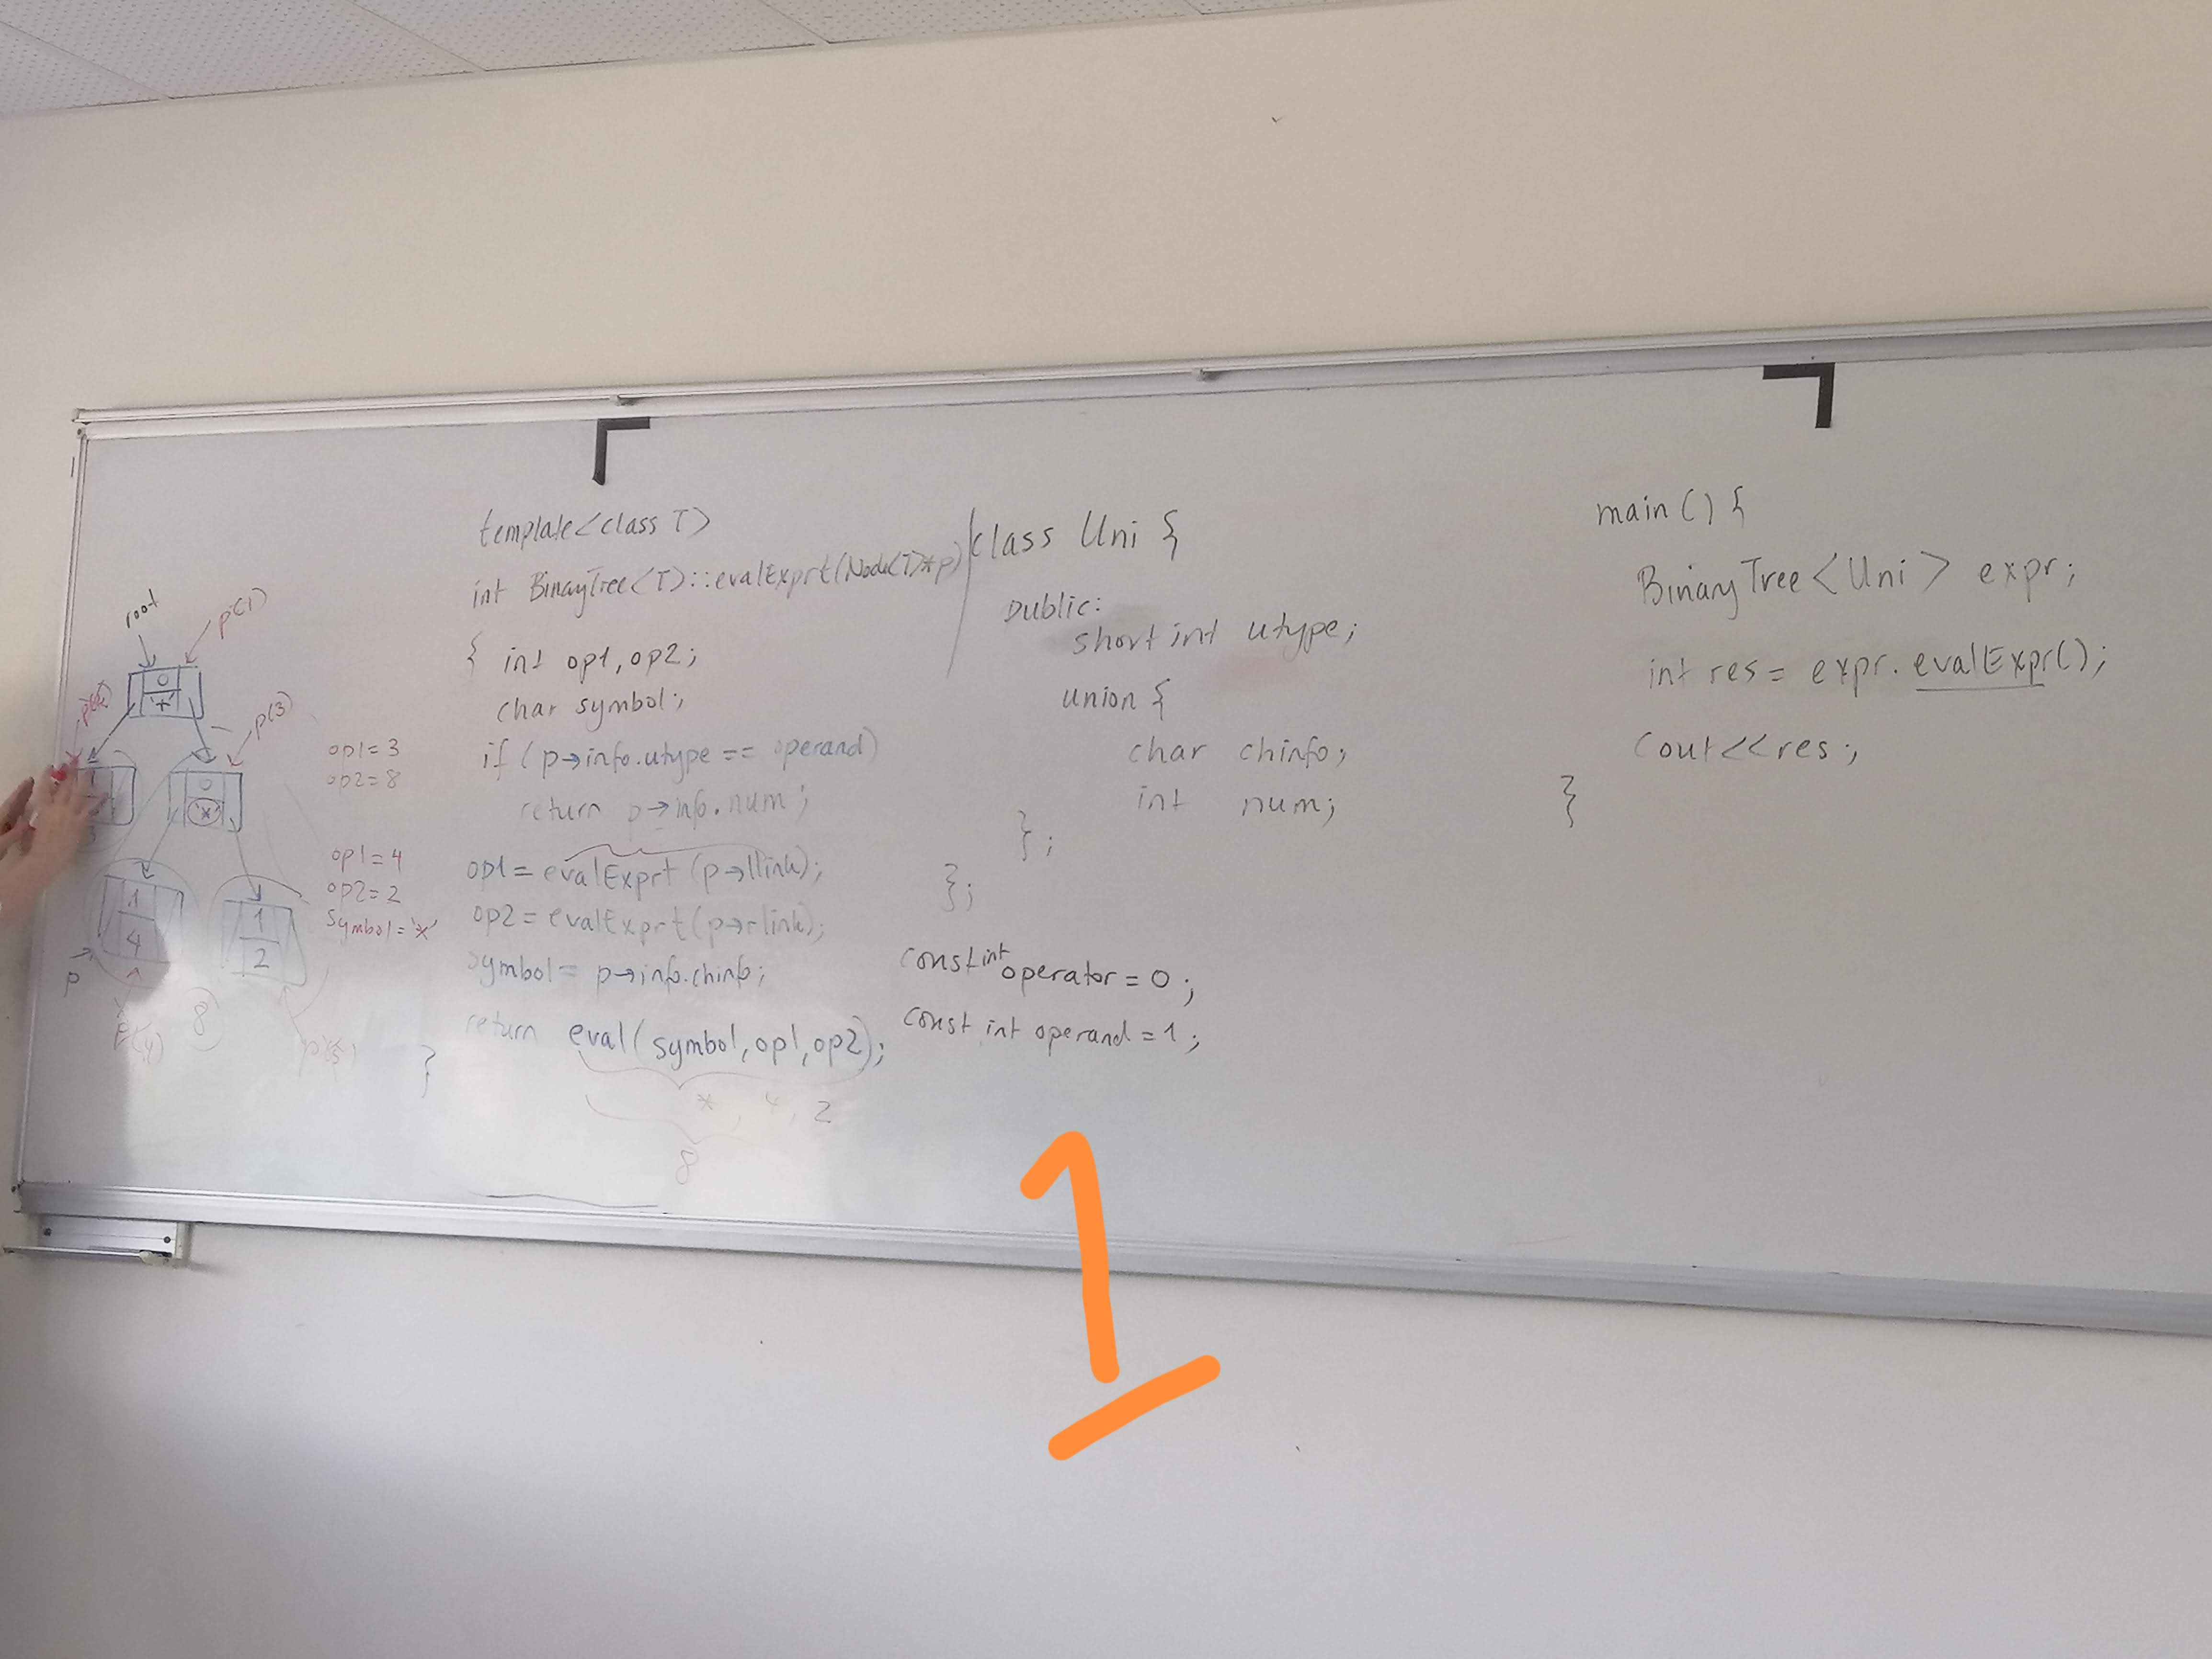 root
p(1)
0
'+'
p(3)
1
0
'*'
1
4
1
2
p
8
op1=3
op2=8
op1=4
op2=2
symbol='*'
template<class T>
int BinaryTree<T>::evalExprt(Node<T>*p)
{ int op1,op2;
char symbol;
if(p→info.utype == operand)
return p→info.num;
op1=evalExprt(p→llink);
op2=evalExprt(p→rlink);
symbol= p→info.chinfo;
return eval(symbol,op1,op2);
}
*, 4, 2
8
class Uni {
public:
short int utype;
union {
char chinfo;
int num;
};
};
const int operator=0;
const int operand=1;
main() {
BinaryTree<Uni> expr;
int res= expr.evalExpr();
cout<<res;
}
1